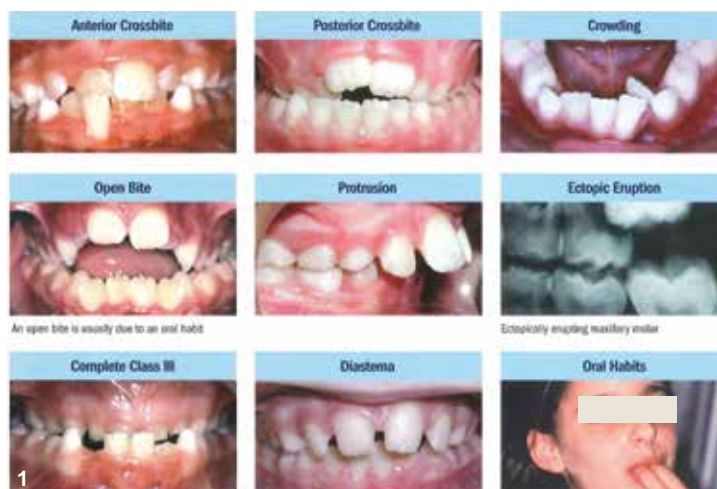 Anterior Crossbite
Posterior Crossbite
Crowding
Open Bite
Protrusion
Ectopic Eruption
An open bite is usually due to an oral habit
Ectopically erupting maxillary molar
Complete Class III
Diastema
Oral Habits
1